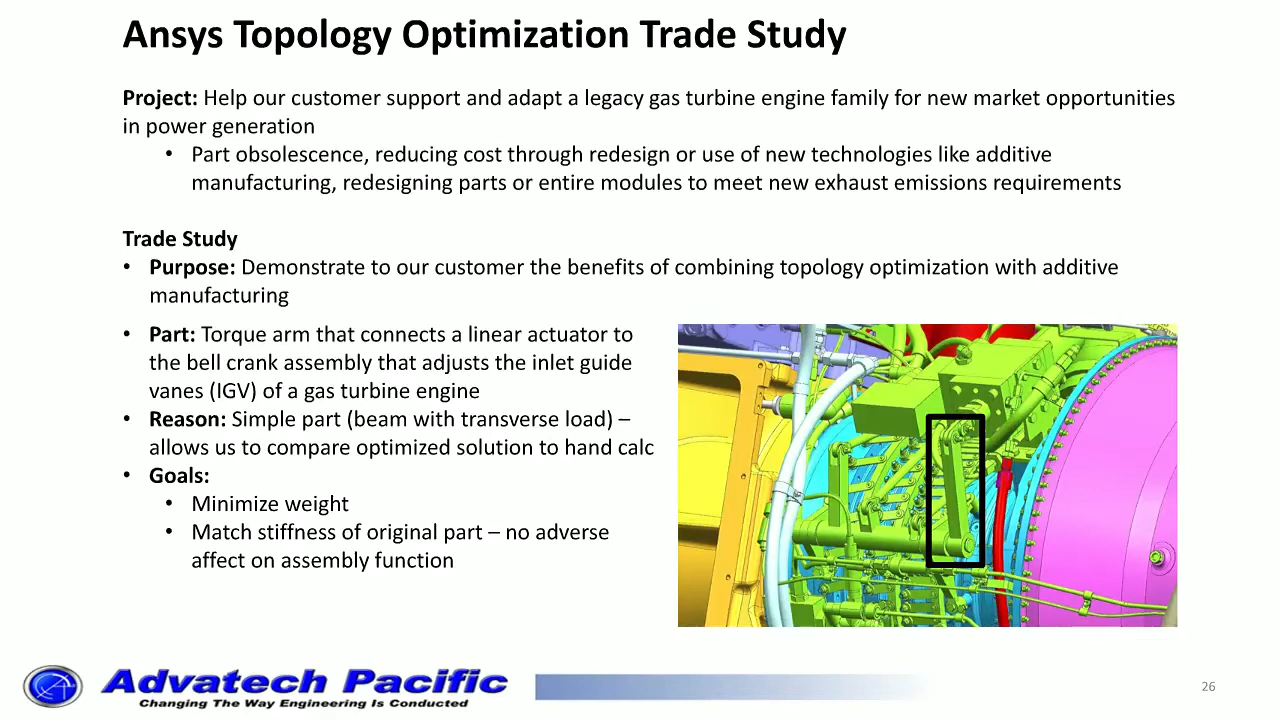 Ansys Topology Optimization Trade Study
Project: Help our customer support and adapt a legacy gas turbine engine family for new market opportunities
in power generation
• Part obsolescence, reducing cost through redesign or use of new technologies like additive
manufacturing, redesigning parts or entire modules to meet new exhaust emissions requirements
Trade Study
• Purpose: Demonstrate to our customer the benefits of combining topology optimization with additive
manufacturing
• Part: Torque arm that connects a linear actuator to
the bell crank assembly that adjusts the inlet guide
vanes (IGV) of a gas turbine engine
• Reason: Simple part (beam with transverse load) –
allows us to compare optimized solution to hand calc
• Goals:
• Minimize weight
• Match stiffness of original part – no adverse
affect on assembly function
Advatech Pacific
Changing The Way Engineering Is Conducted
26